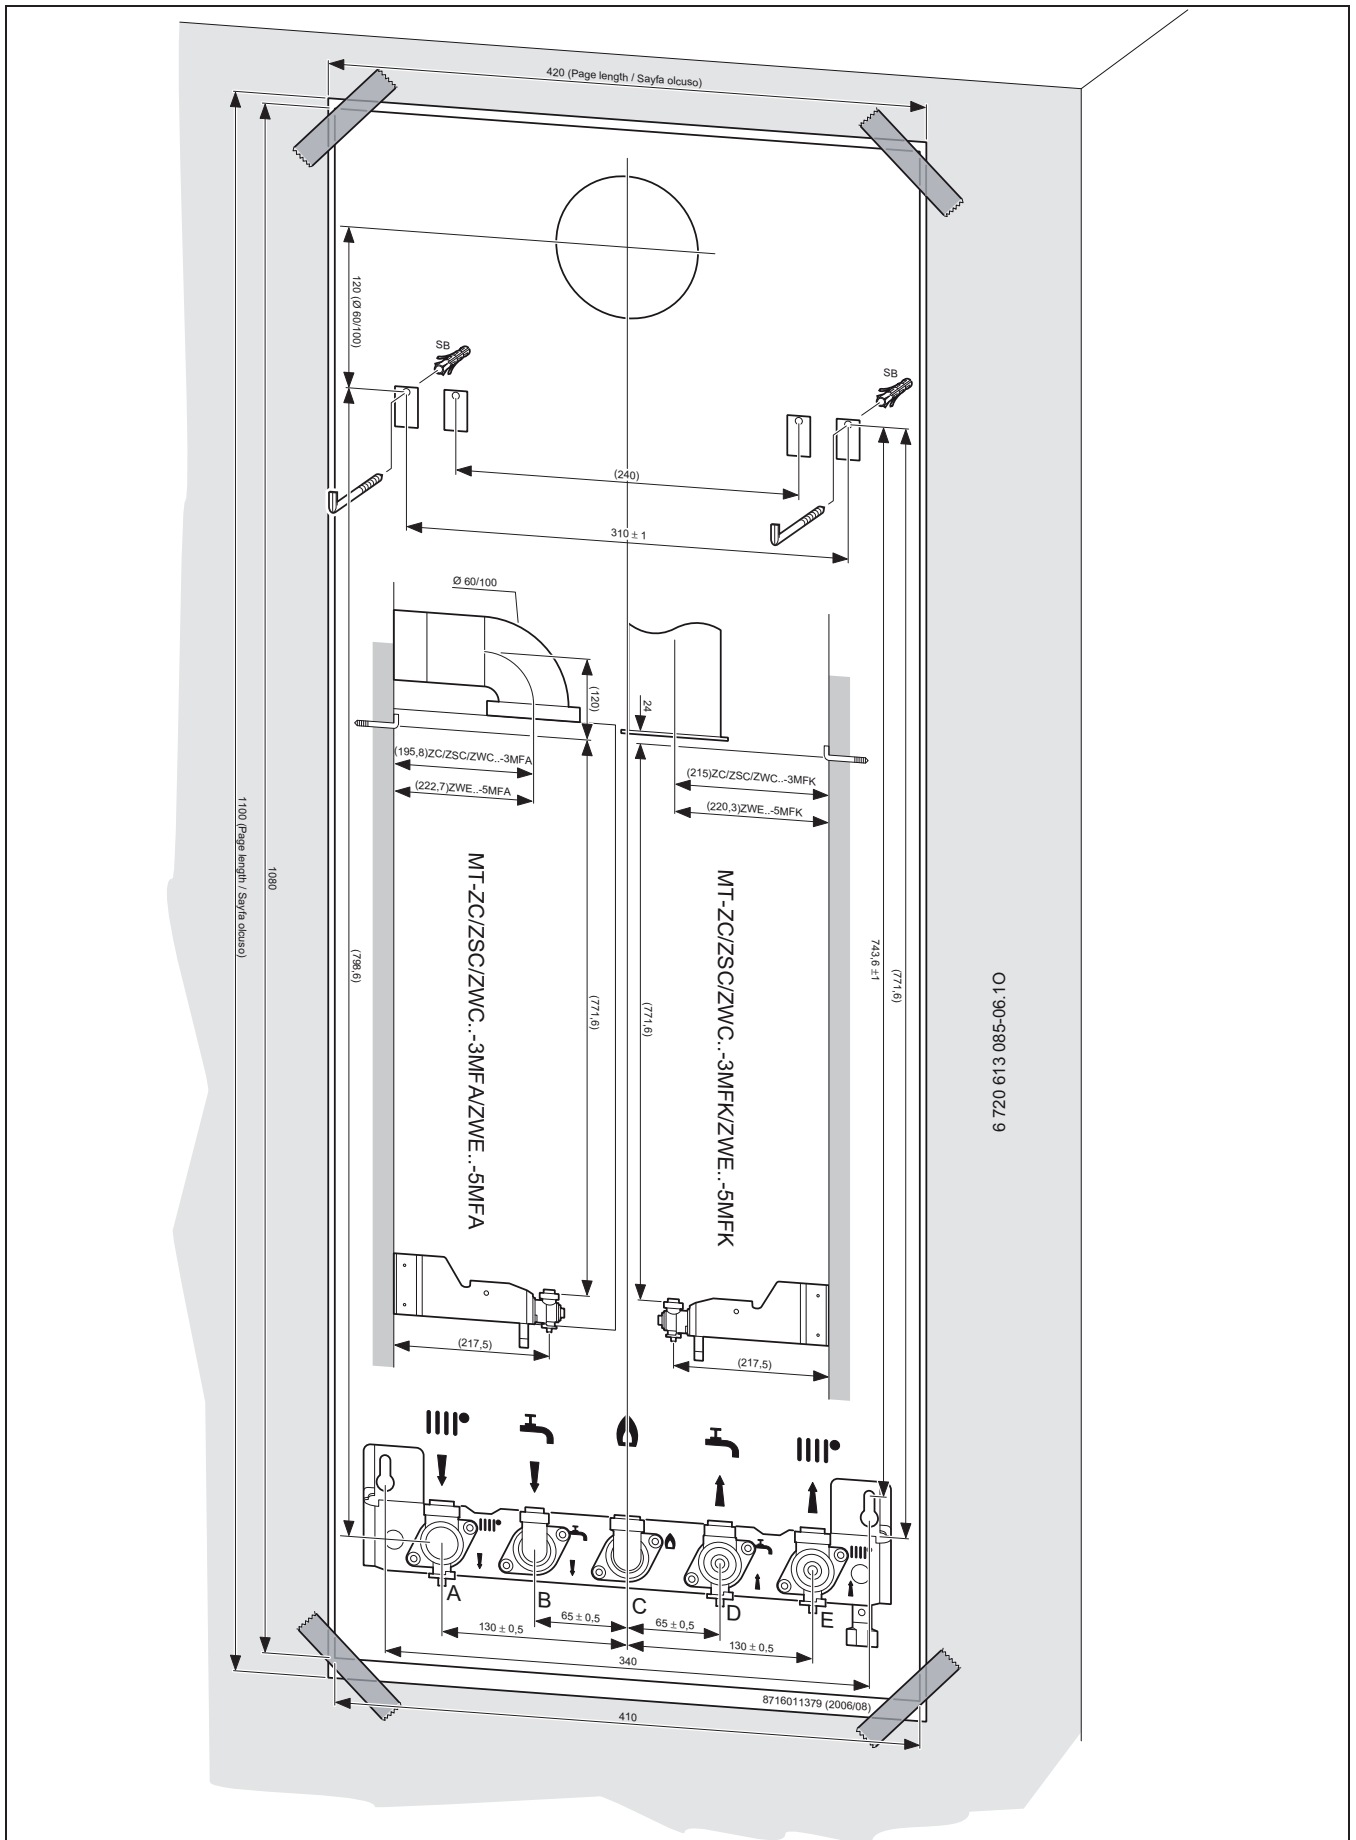 420 (Page length / Sayfa olcuso)
120 (Ø 60/100)
SB
SB
(240)
310 ± 1
Ø 60/100
(120)
24
(195,8)ZC/ZSC/ZWC..-3MFA
(222,7)ZWE..-5MFA
(215)ZC/ZSC/ZWC..-3MFK
(220,3)ZWE..-5MFK
1100 (Page length / Sayfa olcuso)
1080
(798,6)
MT-ZC/ZSC/ZWC..-3MFA/ZWE..-5MFA
(771,6)
(771,6)
MT-ZC/ZSC/ZWC..-3MFK/ZWE..-5MFK
743,6 ±1
(771,6)
6 720 613 085-06.1O
(217,5)
(217,5)
A
B
C
D
E
65 ± 0,5
65 ± 0,5
130 ± 0,5
130 ± 0,5
340
8716011379 (2006/08)
410